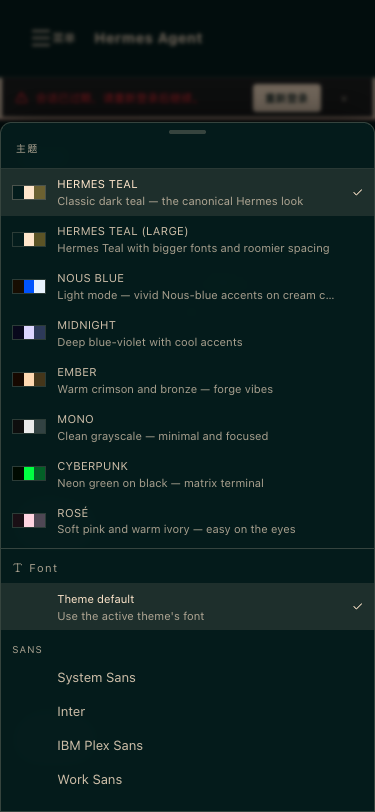 Hermes Agent
主题
HERMES TEAL
Classic dark teal — the canonical Hermes look
HERMES TEAL (LARGE)
Hermes Teal with bigger fonts and roomier spacing
NOUS BLUE
Light mode — vivid Nous-blue accents on cream c...
MIDNIGHT
Deep blue-violet with cool accents
EMBER
Warm crimson and bronze — forge vibes
MONO
Clean grayscale — minimal and focused
CYBERPUNK
Neon green on black — matrix terminal
ROSÉ
Soft pink and warm ivory — easy on the eyes
Font
Theme default
Use the active theme's font
SANS
System Sans
Inter
IBM Plex Sans
Work Sans